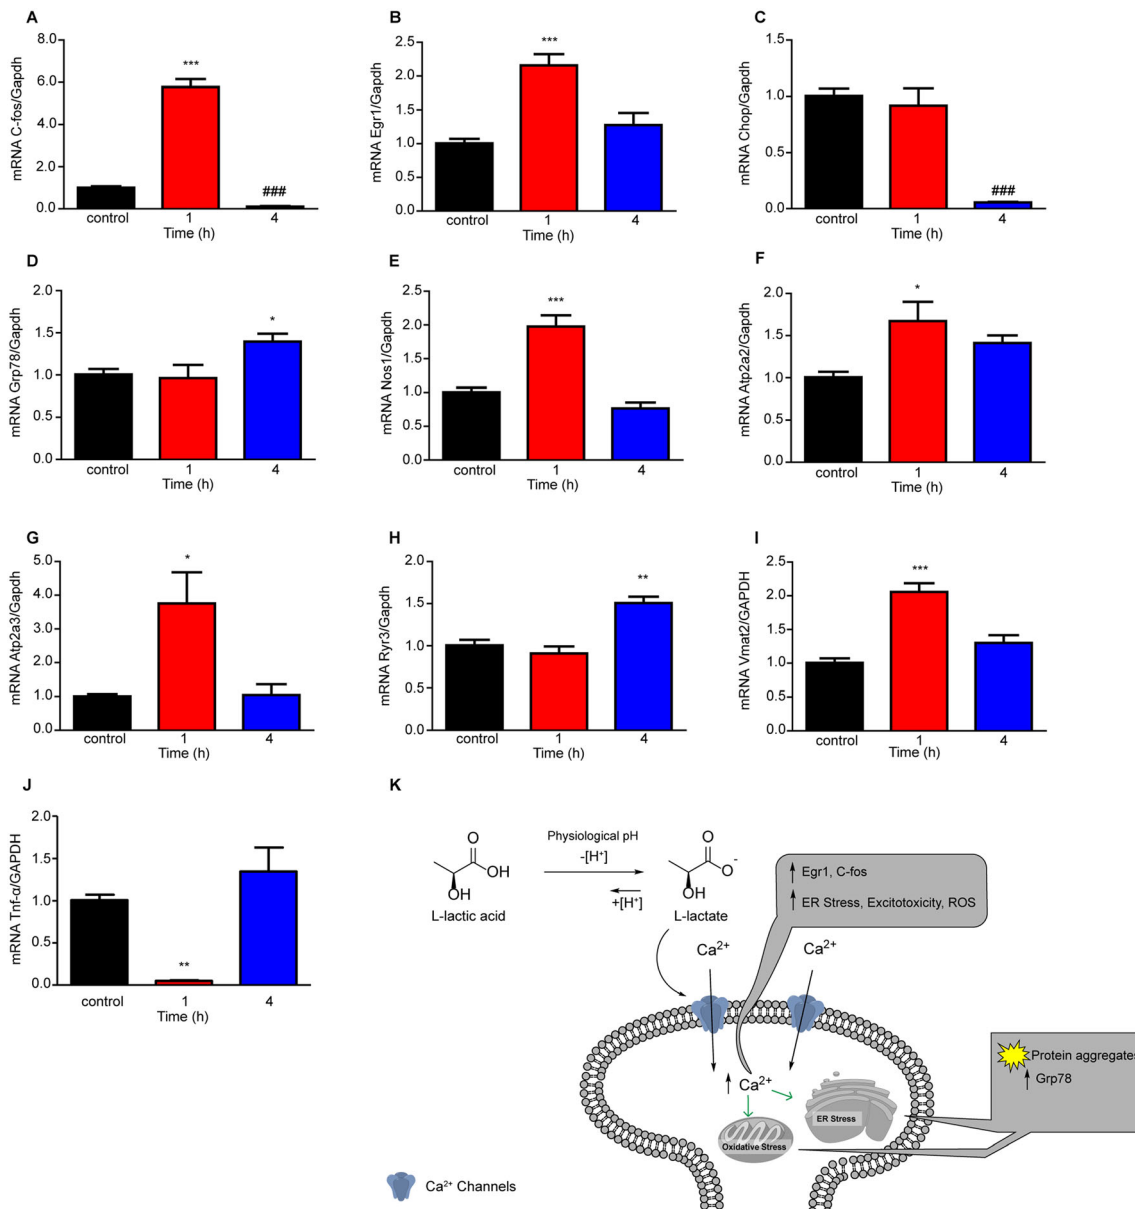 A
mRNA C-fos/Gapdh
8.0
6.0
4.0
2.0
0.0
***
###
control
1
4
Time (h)
B
mRNA Egr1/Gapdh
2.5
2.0
1.5
1.0
0.5
0.0
***
control
1
4
Time (h)
C
mRNA Chop/Gapdh
1.5
1.0
0.5
0.0
###
control
1
4
Time (h)
D
mRNA Grp78/Gapdh
2.0
1.5
1.0
0.5
0.0
*
control
1
4
Time (h)
E
mRNA Nos1/Gapdh
2.5
2.0
1.5
1.0
0.5
0.0
***
control
1
4
Time (h)
F
mRNA Atp2a2/Gapdh
2.0
1.5
1.0
0.5
0.0
*
control
1
4
Time (h)
G
mRNA Atp2a3/Gapdh
5.0
4.0
3.0
2.0
1.0
0.0
*
control
1
4
Time (h)
H
mRNA Ryr3/Gapdh
2.0
1.5
1.0
0.5
0.0
**
control
1
4
Time (h)
I
mRNA Vmat2/GAPDH
2.5
2.0
1.5
1.0
0.5
0.0
***
control
1
4
Time (h)
J
mRNA Tnf-α/GAPDH
2.0
1.5
1.0
0.5
0.0
**
control
1
4
Time (h)
K
O
OH
OH
L-lactic acid
Physiological pH
-[H⁺]
+[H⁺]
O
O⁻
OH
L-lactate
Egr1, C-fos
ER Stress, Excitotoxicity, ROS
Ca²⁺
Ca²⁺
Ca²⁺
ER Stress
Oxidative Stress
Protein aggregates
Grp78
Ca²⁺ Channels